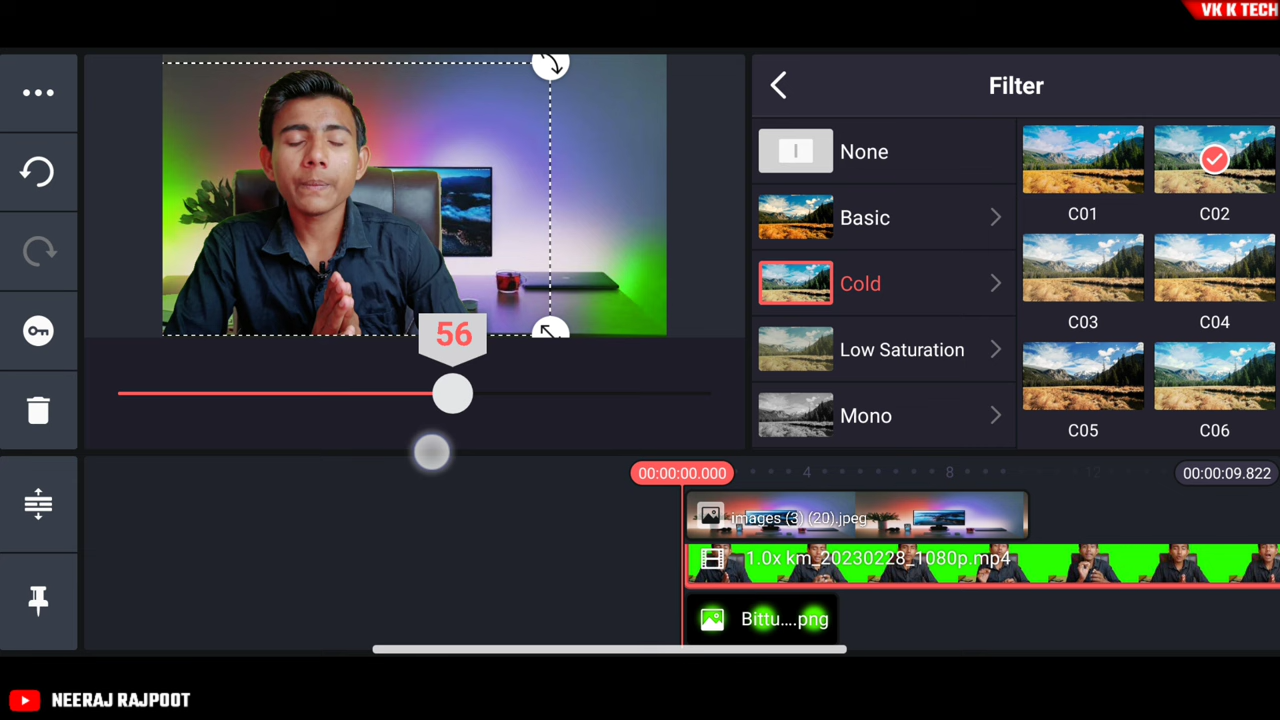 VK K TECH
Filter
None
Basic
Cold
Low Saturation
Mono
C01
C02
C03
C04
C05
C06
56
00:00:00.000
4
8
12
00:00:09.822
images (3) (20).jpeg
1.0x km_20230228_1080p.mp4
Bittu....png
NEERAJ RAJPOOT